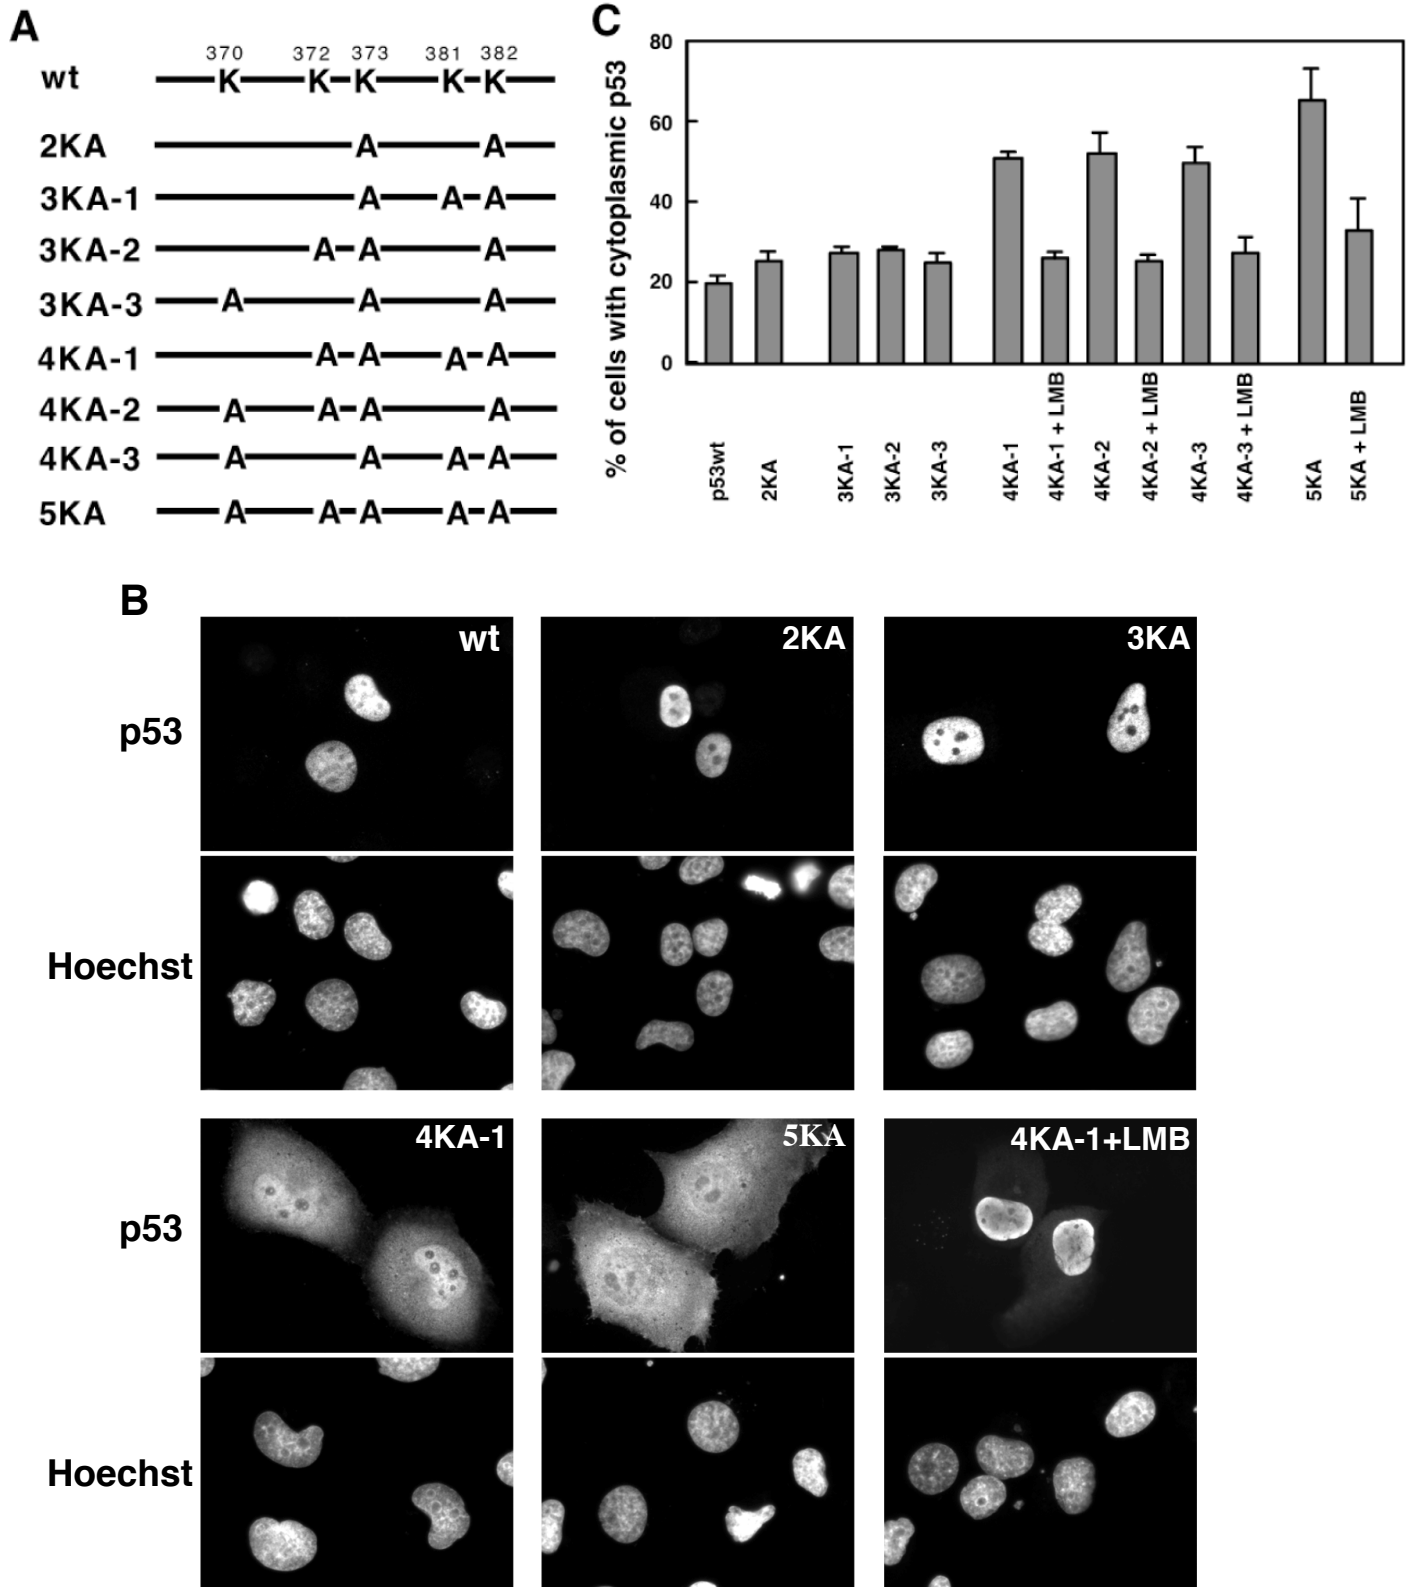 A
370 372 373 381 382
wt K K K K K
2KA A A
3KA-1 A A A
3KA-2 A A A
3KA-3 A A A
4KA-1 A A A A
4KA-2 A A A A
4KA-3 A A A A
5KA A A A A A
C
% of cells with cytoplasmic p53
80
60
40
20
0
p53wt
2KA
3KA-1
3KA-2
3KA-3
4KA-1
4KA-1 + LMB
4KA-2
4KA-2 + LMB
4KA-3
4KA-3 + LMB
5KA
5KA + LMB
B
wt 2KA 3KA
p53
Hoechst
4KA-1 5KA 4KA-1+LMB
p53
Hoechst